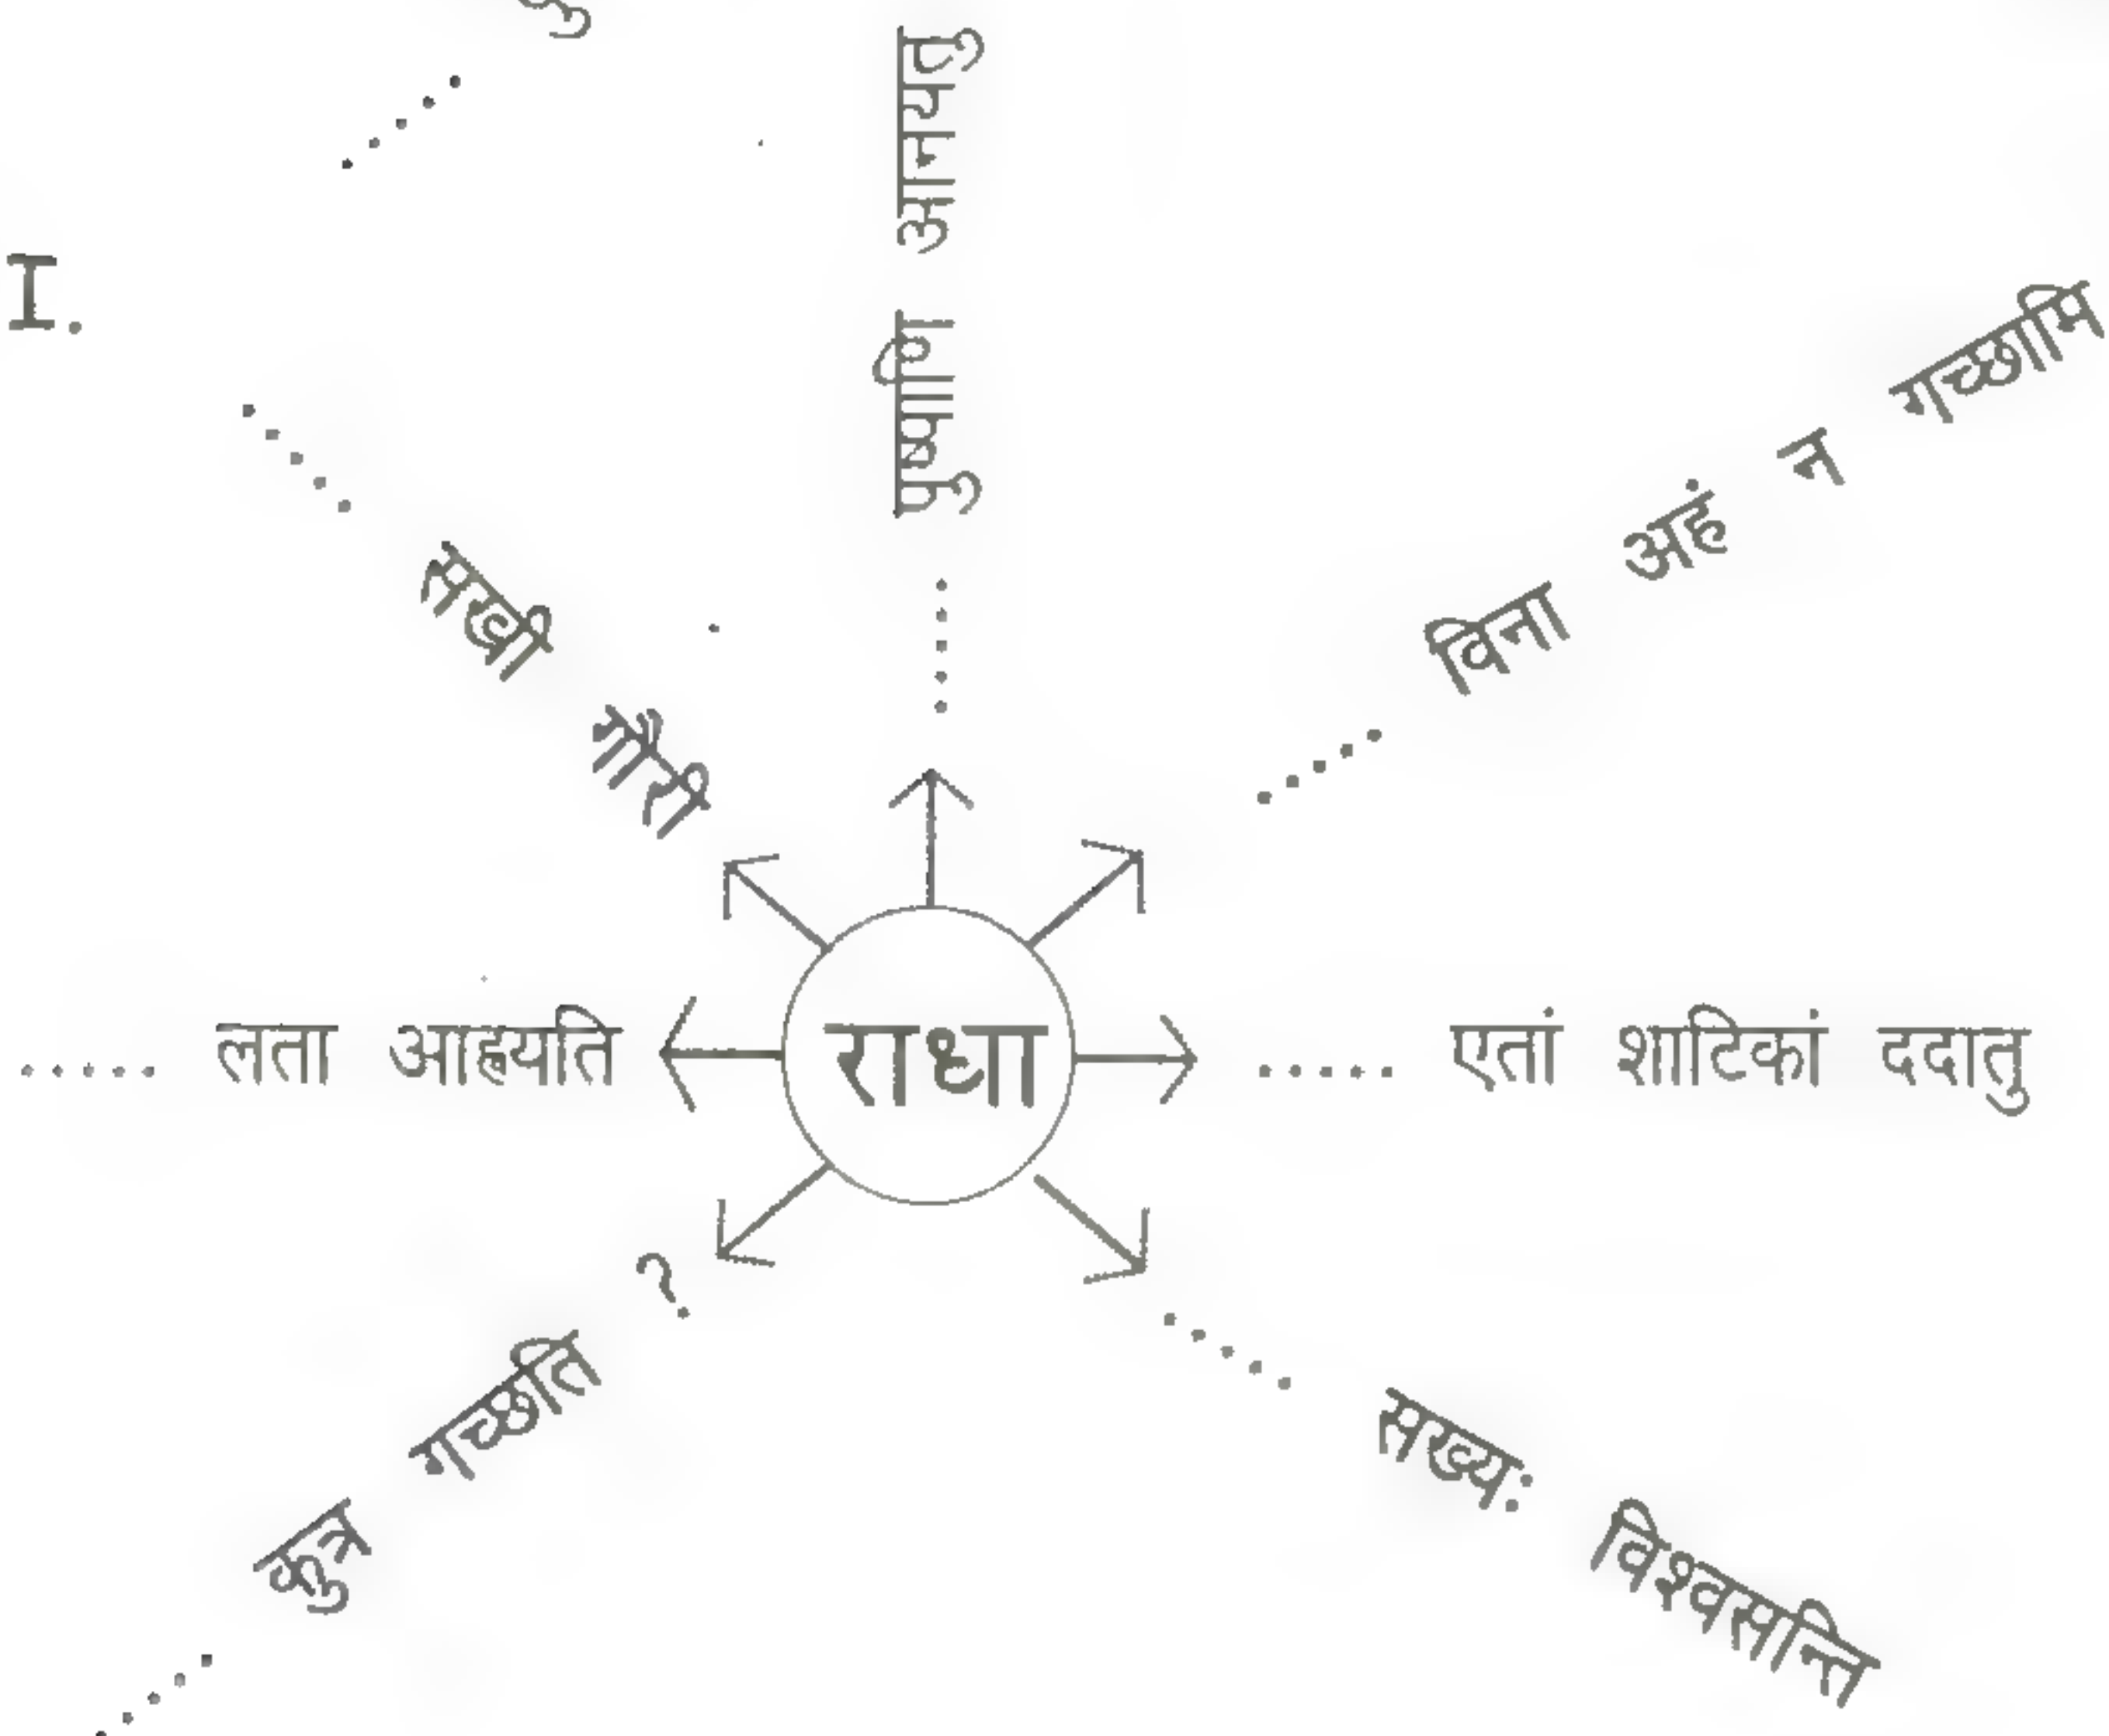 I.
..... पुष्पाणि आनयतु
..... बिना अहं न गच्छामि
..... सखी गौरी
..... लता आह्वयति
राधा
..... एतां शाटिकां ददातु
..... कुत्र गच्छति ?
..... सख्यः विश्वसन्ति